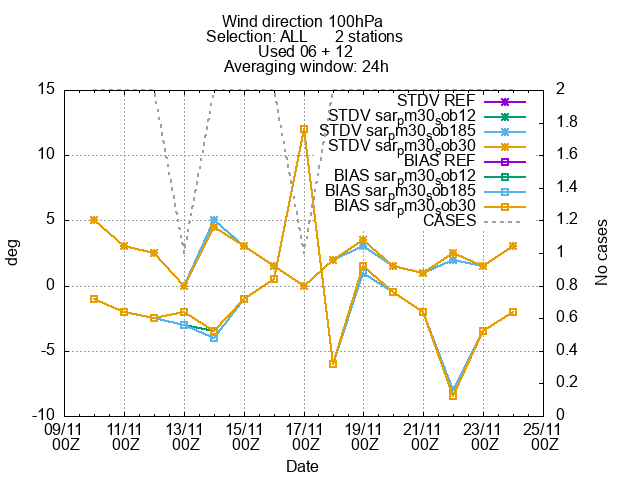 Wind direction 100hPa
Selection: ALL 2 stations
Used 06 + 12
Averaging window: 24h
STDV REF
STDV sar_pm30_sob12
STDV sar_pm30_sob185
STDV sar_pm30_sob30
BIAS REF
BIAS sar_pm30_sob12
BIAS sar_pm30_sob185
BIAS sar_pm30_sob30
CASES
15
10
5
0
-5
-10
deg
2
1.8
1.6
1.4
1.2
1
0.8
0.6
0.4
0.2
0
No cases
09/11 11/11 13/11 15/11 17/11 19/11 21/11 23/11 25/11
00Z 00Z 00Z 00Z 00Z 00Z 00Z 00Z 00Z
Date